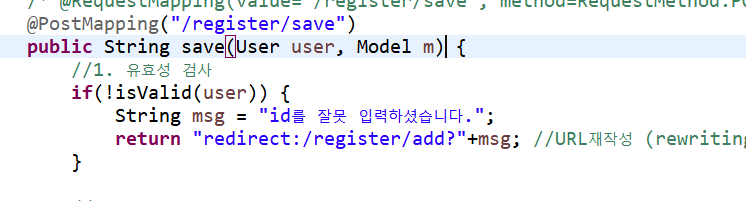 /* @RequestMapping(value="/register/save", method=RequestMethod.PO
@PostMapping("/register/save")
public String save(User user, Model m) {
//1. 유효성 검사
if(!isValid(user)) {
String msg = "id를 잘못 입력하셨습니다.";
return "redirect:/register/add?"+msg; //URL재작성 (rewriting
}